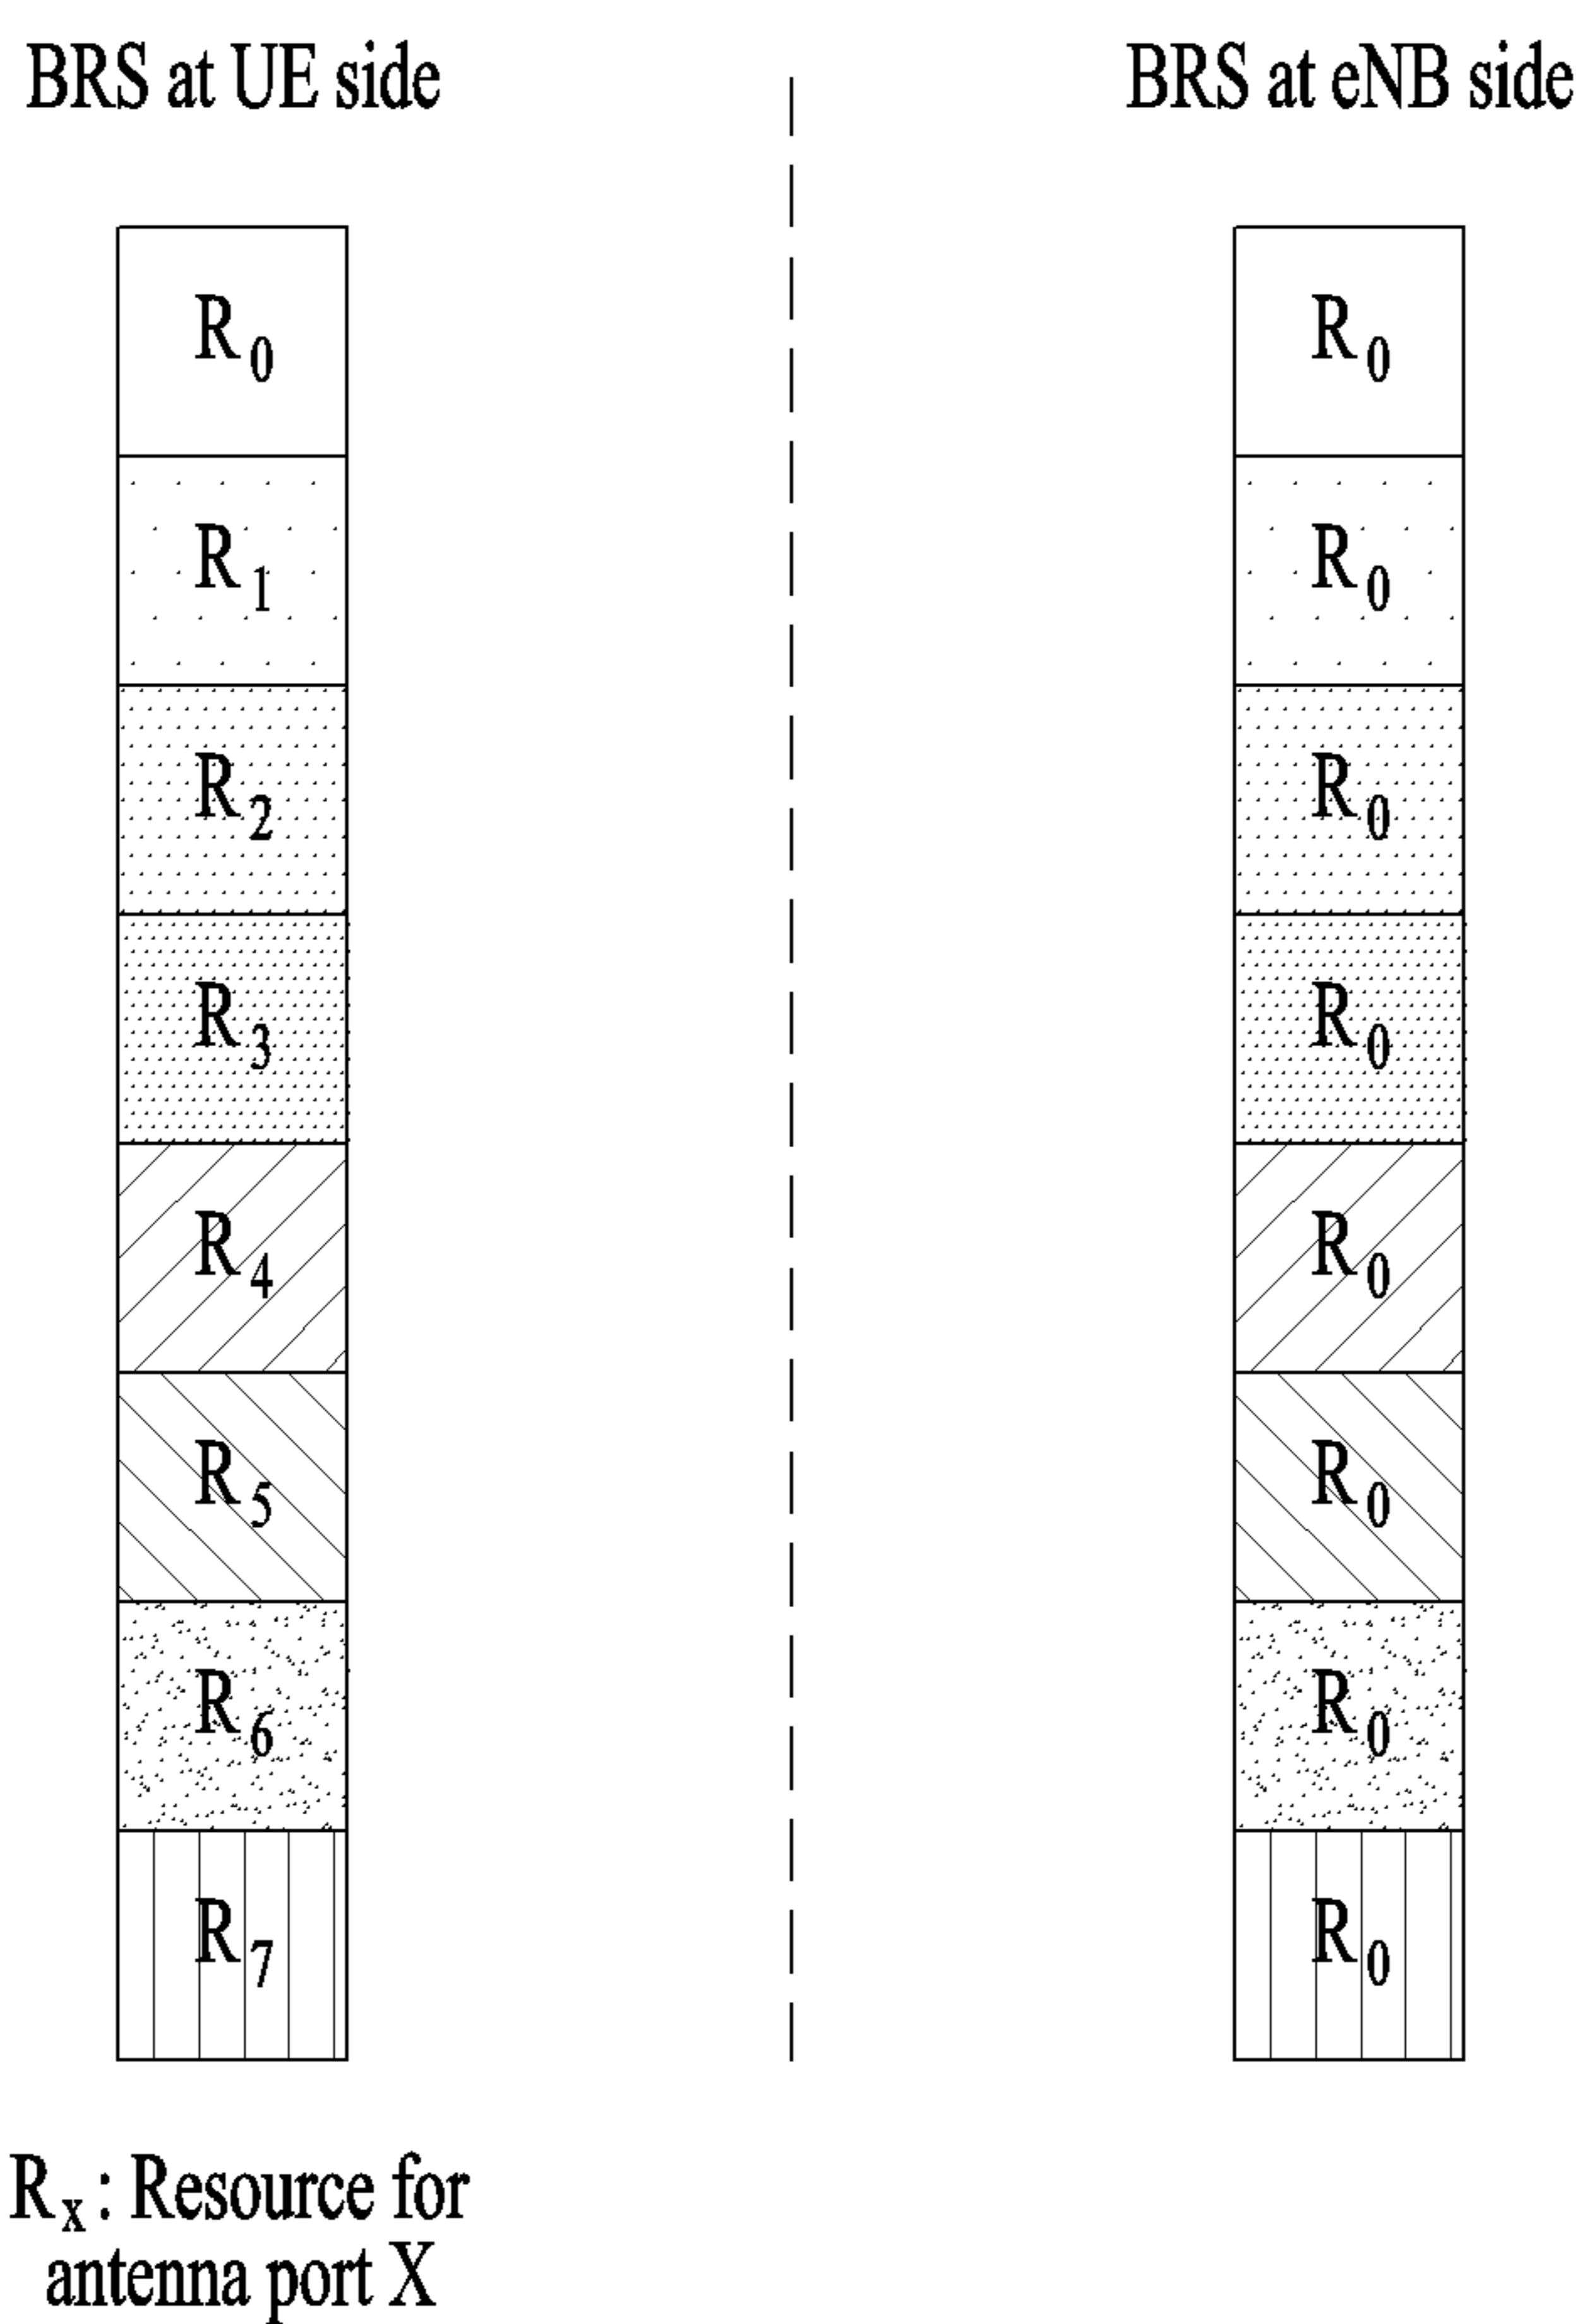 BRS at UE side
BRS at eNB side
R0
R0
R1
R0
R2
R0
R3
R0
R4
R0
R5
R0
R6
R0
R7
R0
Rx : Resource for
antenna port X